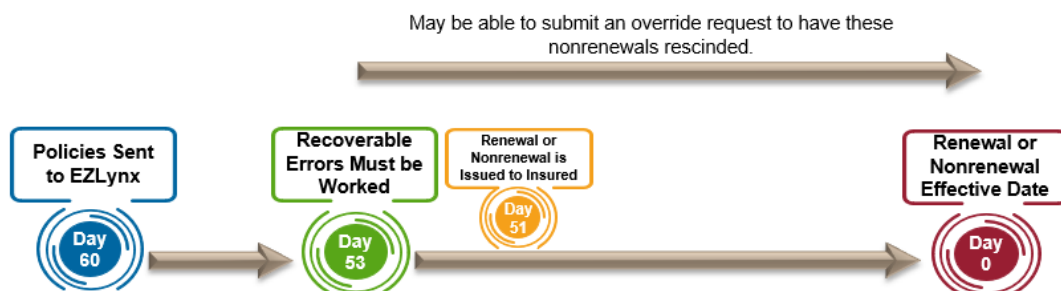 May be able to submit an override request to have these
nonrenewals rescinded.
Policies Sent
to EZLynx
Day
60
Recoverable
Errors Must be
Worked
Day
53
Renewal or
Nonrenewal is
Issued to Insured
Day
51
Renewal or
Nonrenewal
Effective Date
Day
0